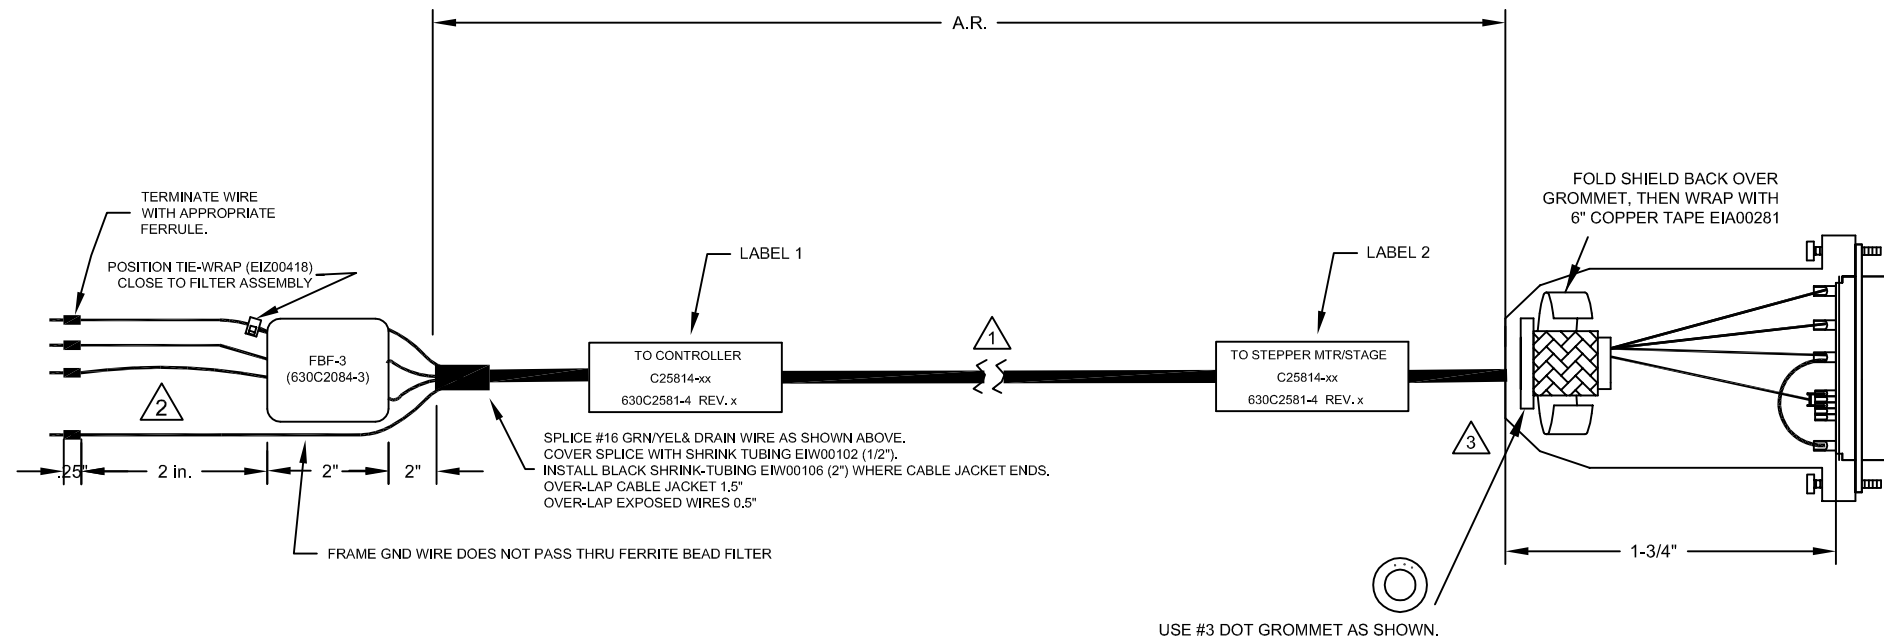 A.R.
TERMINATE WIRE
WITH APPROPRIATE
FERRULE.
POSITION TIE-WRAP (EIZ00418)
CLOSE TO FILTER ASSEMBLY
FBF-3
(630C2084-3)
2
.25"
2 in.
2"
2"
FRAME GND WIRE DOES NOT PASS THRU FERRITE BEAD FILTER
LABEL 1
TO CONTROLLER
C25814-xx
630C2581-4 REV. x
SPLICE #16 GRN/YEL& DRAIN WIRE AS SHOWN ABOVE.
COVER SPLICE WITH SHRINK TUBING EIW00102 (1/2").
INSTALL BLACK SHRINK-TUBING EIW00106 (2") WHERE CABLE JACKET ENDS.
OVER-LAP CABLE JACKET 1.5"
OVER-LAP EXPOSED WIRES 0.5"
1
LABEL 2
TO STEPPER MTR/STAGE
C25814-xx
630C2581-4 REV. x
FOLD SHIELD BACK OVER
GROMMET, THEN WRAP WITH
6" COPPER TAPE EIA00281
3
1-3/4"
USE #3 DOT GROMMET AS SHOWN.